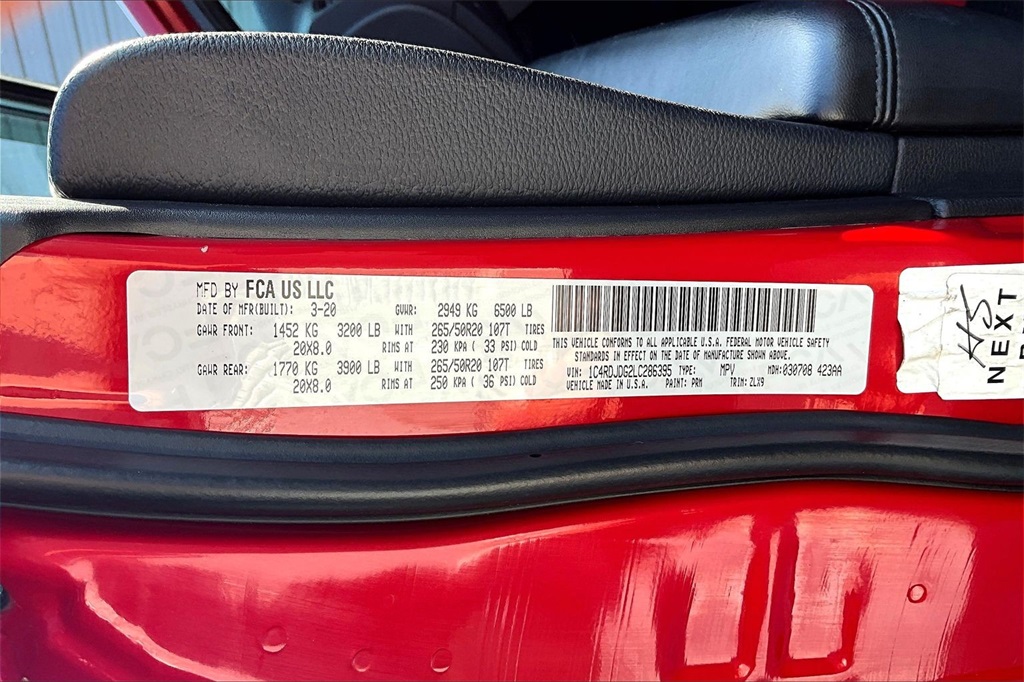 MFD BY FCA US LLC
DATE OF MFR(BUILT): 3-20 GVWR: 2949 KG 6500 LB
GAWR FRONT: 1452 KG 3200 LB WITH 265/50R20 107T TIRES
20X8.0 RIMS AT 230 KPA ( 33 PSI) COLD
GAWR REAR: 1770 KG 3900 LB WITH 265/50R20 107T TIRES
20X8.0 RIMS AT 250 KPA ( 36 PSI) COLD
THIS VEHICLE CONFORMS TO ALL APPLICABLE U.S.A. FEDERAL MOTOR VEHICLE SAFETY
STANDARDS IN EFFECT ON THE DATE OF MANUFACTURE SHOWN ABOVE.
VIN: 1C4RDJDG2LC286395 TYPE: MPV MDH: 030708 423AA
VEHICLE MADE IN U.S.A. PAINT: PRM TRIM: ZLX9
NEXT